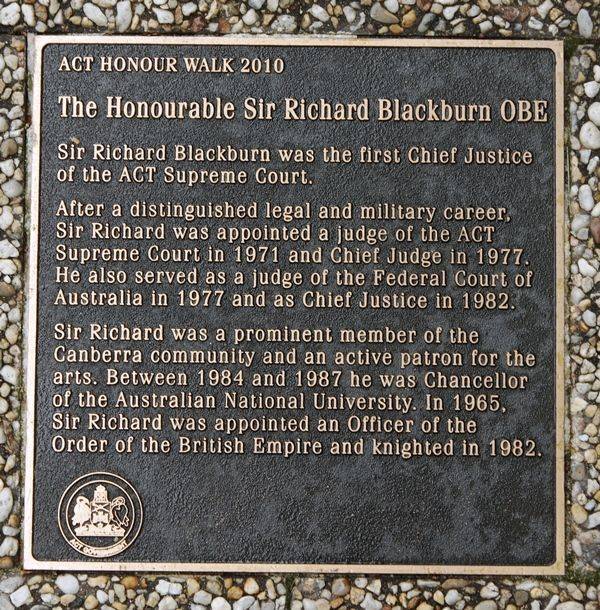 ACT HONOUR WALK 2010
The Honourable Sir Richard Blackburn OBE
Sir Richard Blackburn was the first Chief Justice
of the ACT Supreme Court.
After a distinguished legal and military career,
Sir Richard was appointed a judge of the ACT
Supreme Court in 1971 and Chief Judge in 1977.
He also served as a judge of the Federal Court of
Australia in 1977 and as Chief Justice in 1982.
Sir Richard was a prominent member of the
Canberra community and an active patron for the
arts. Between 1984 and 1987 he was Chancellor
of the Australian National University. In 1965,
Sir Richard was appointed an Officer of the
Order of the British Empire and knighted in 1982.
ACT GOVERNMENT